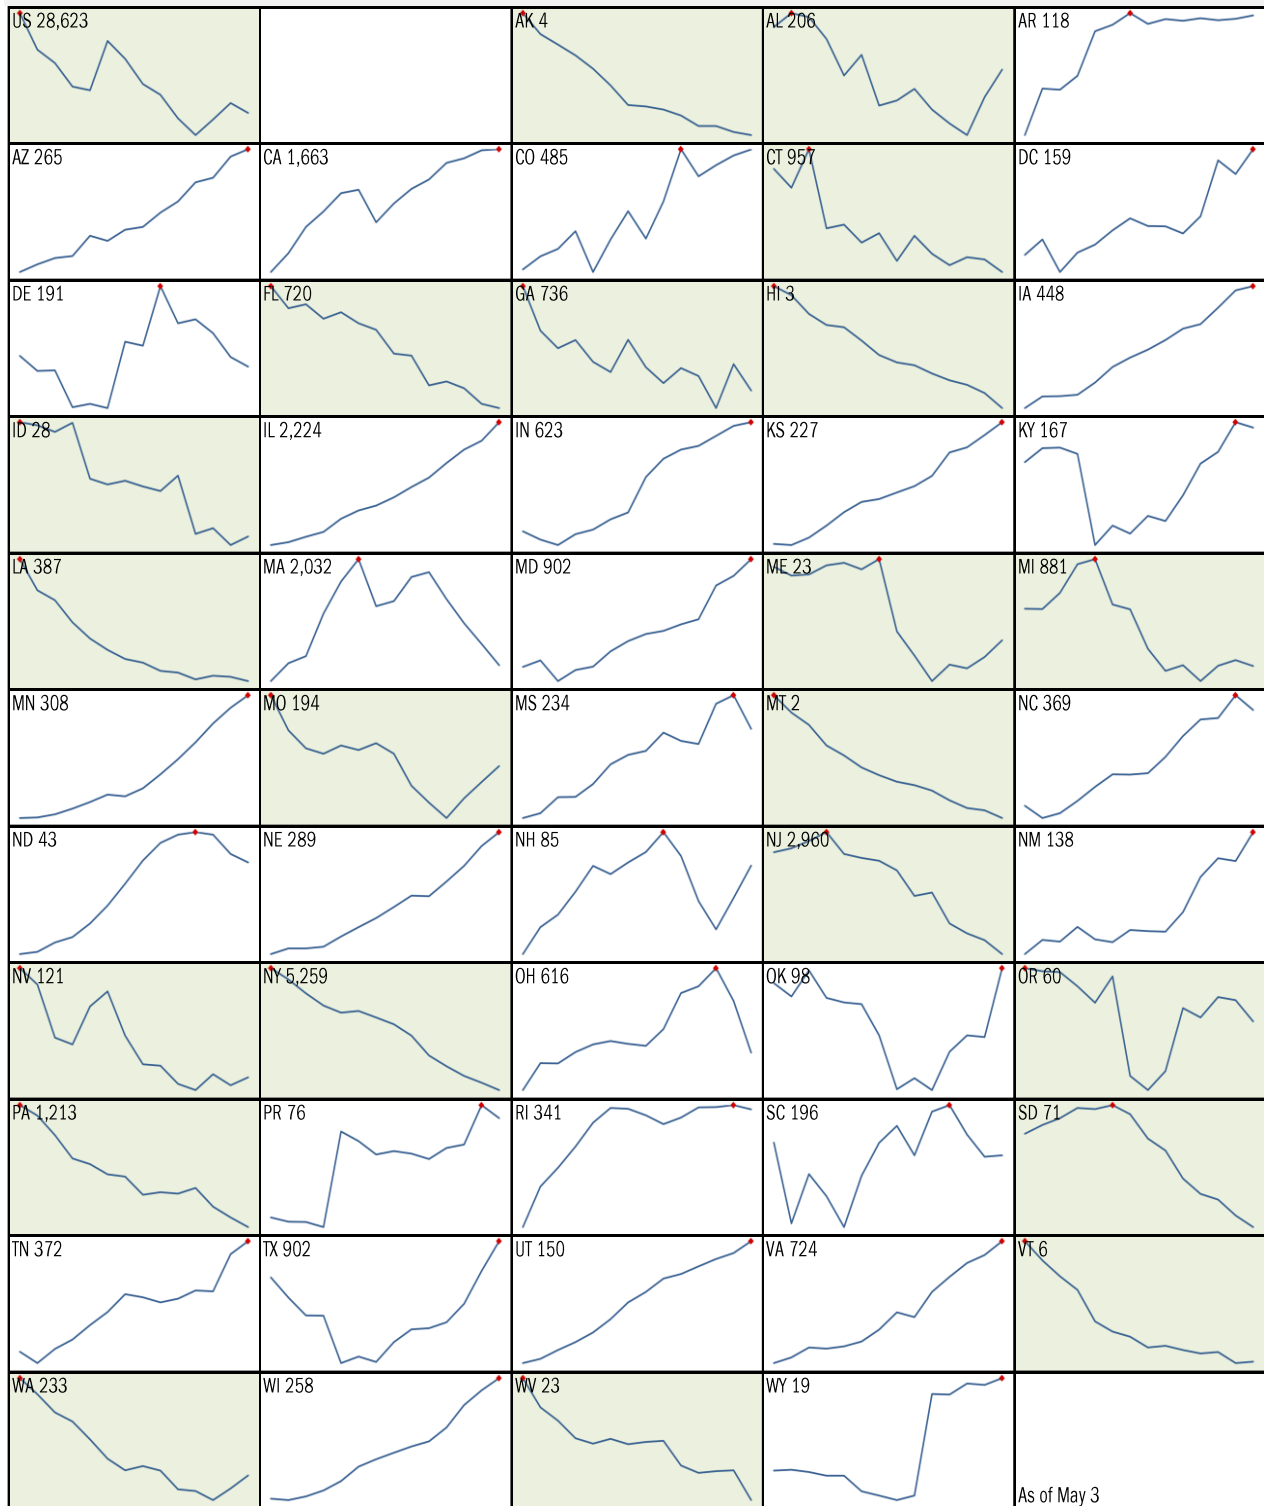 US 28,623
AK 4
AL 206
AR 118
AZ 265
CA 1,663
CO 485
CT 957
DC 159
DE 191
FL 720
GA 736
HI 3
IA 448
ID 28
IL 2,224
IN 623
KS 227
KY 167
LA 387
MA 2,032
MD 902
ME 23
MI 881
MN 308
MO 194
MS 234
MT 2
NC 369
ND 43
NE 289
NH 85
NJ 2,960
NM 138
NV 121
NY 5,259
OH 616
OK 98
OR 60
PA 1,213
PR 76
RI 341
SC 196
SD 71
TN 372
TX 902
UT 150
VA 724
VT 6
WA 233
WI 258
WV 23
WY 19
As of May 3